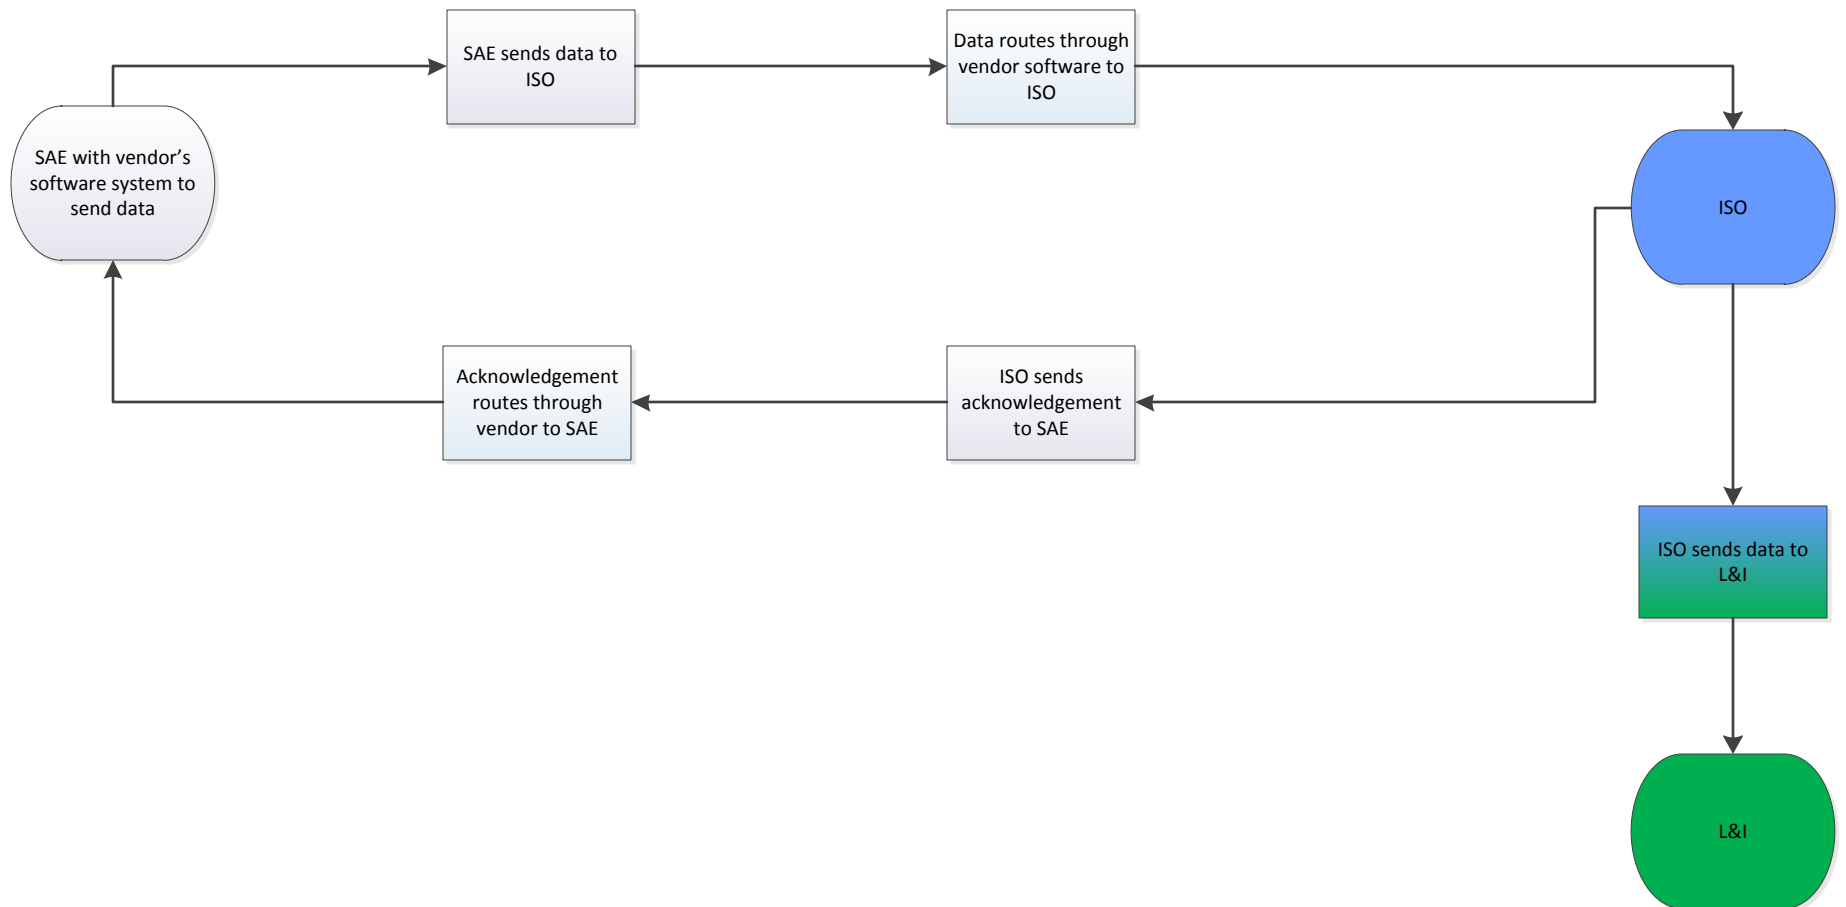 SAE sends data to
ISO
Data routes through
vendor software to
ISO
SAE with vendor’s
software system to
send data
ISO
Acknowledgement
routes through
vendor to SAE
ISO sends
acknowledgement
to SAE
ISO sends data to
L&I
L&I